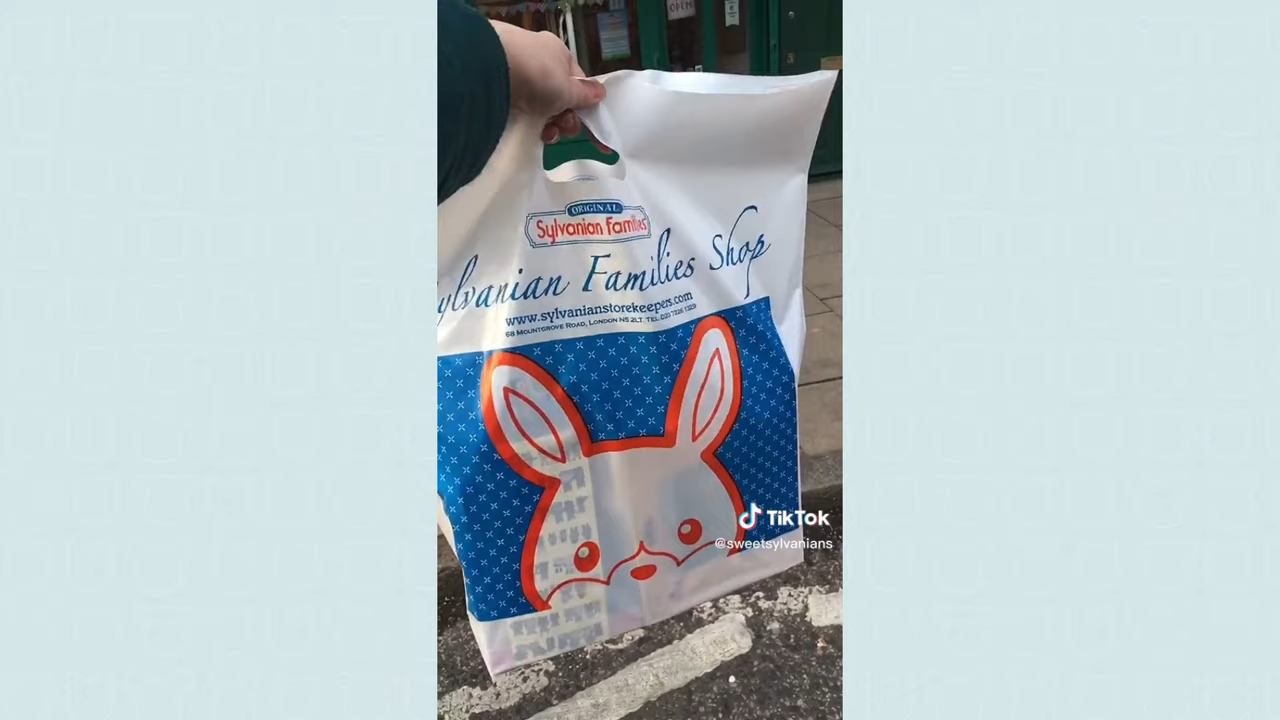 OPEN
ORIGINAL
Sylvanian Families
ylvanian Families Shop
www.sylvanianstorekeepers.com
68 MOUNTGROVE ROAD, LONDON N5 2LT. TEL 020 7226 1329
TikTok
@sweetsylvanians